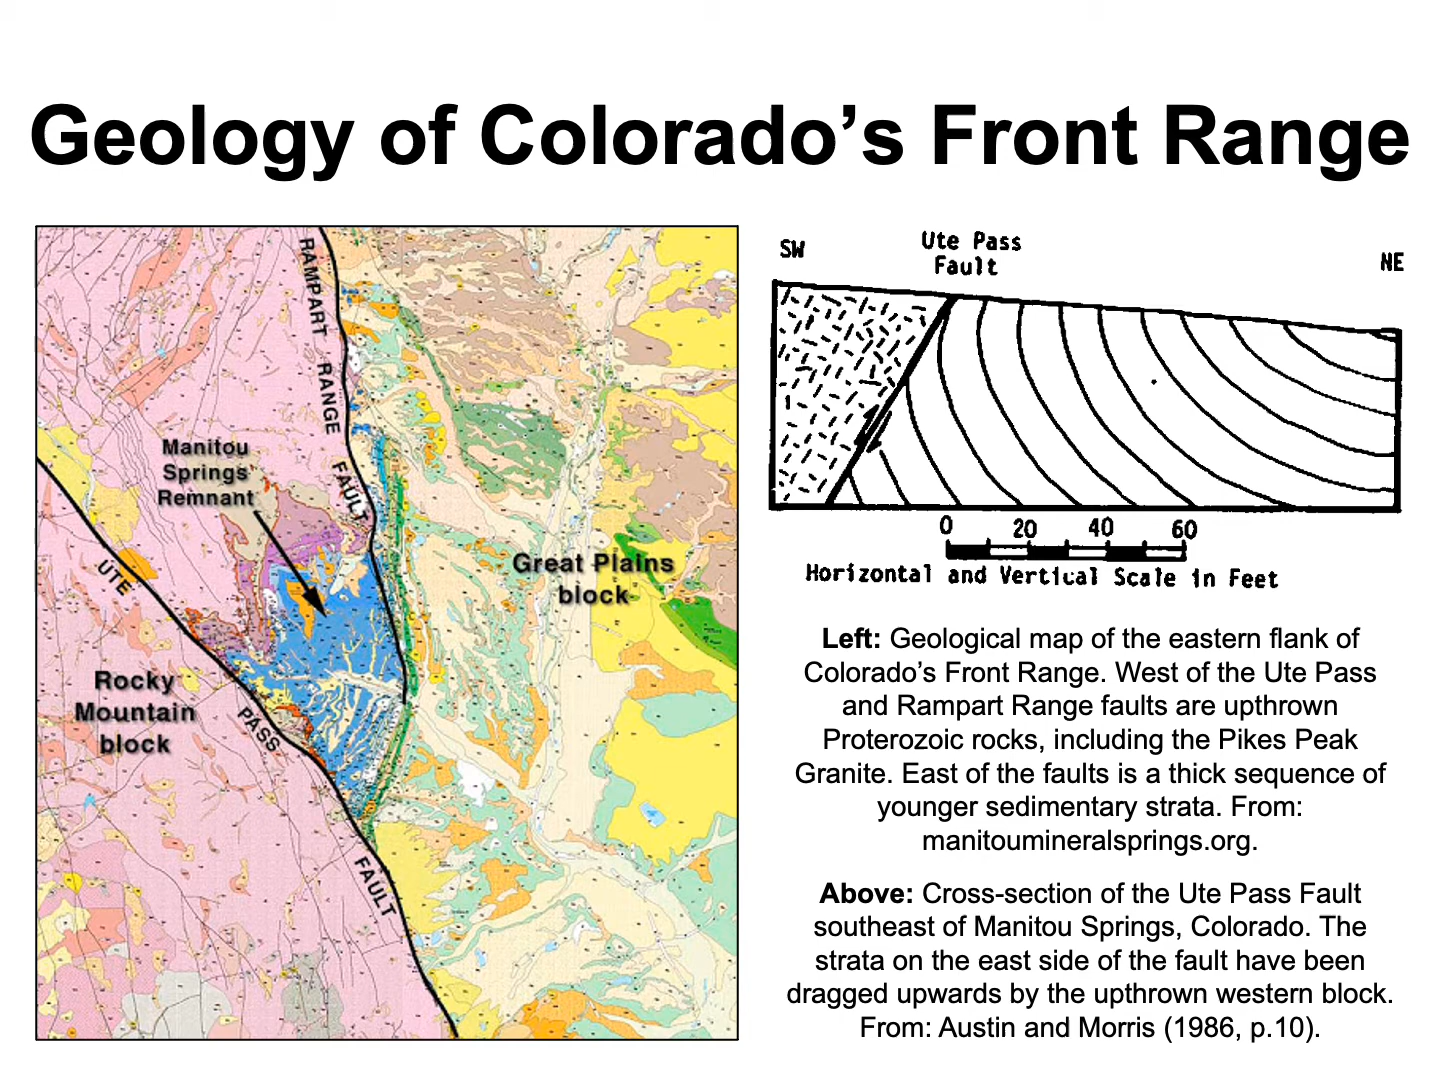 Geology of Colorado’s Front Range
RAMPART RANGE FAULT
Manitou
Springs
Remnant
UTE PASS FAULT
Rocky
Mountain
block
Great Plains
block
SW
Ute Pass
Fault
NE
0 20 40 60
Horizontal and Vertical Scale in Feet
Left: Geological map of the eastern flank of
Colorado’s Front Range. West of the Ute Pass
and Rampart Range faults are upthrown
Proterozoic rocks, including the Pikes Peak
Granite. East of the faults is a thick sequence of
younger sedimentary strata. From:
manitoumineralsprings.org.
Above: Cross-section of the Ute Pass Fault
southeast of Manitou Springs, Colorado. The
strata on the east side of the fault have been
dragged upwards by the upthrown western block.
From: Austin and Morris (1986, p.10).